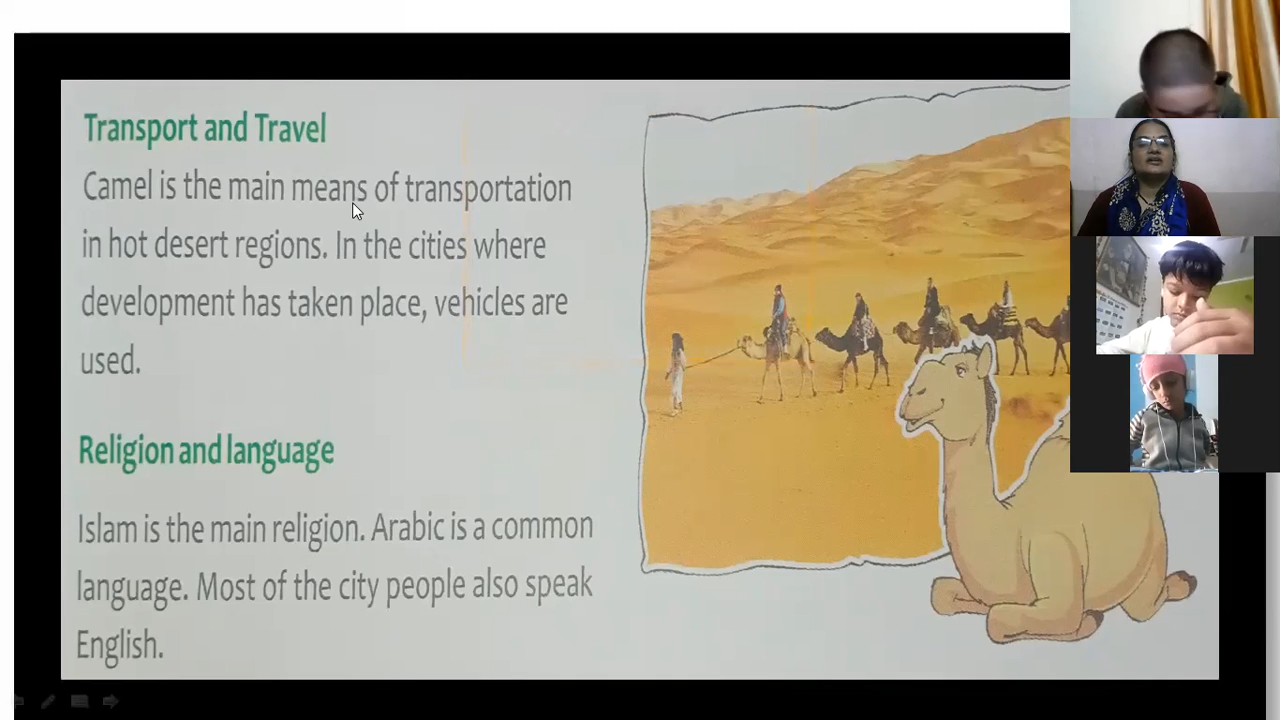 Transport and Travel
Camel is the main means of transportation
in hot desert regions. In the cities where
development has taken place, vehicles are
used.
Religion and language
Islam is the main religion. Arabic is a common
language. Most of the city people also speak
English.